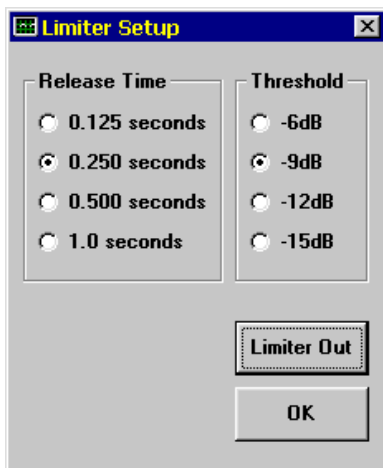 Limiter Setup
Release Time
0.125 seconds
0.250 seconds
0.500 seconds
1.0 seconds
Threshold
-6dB
-9dB
-12dB
-15dB
Limiter Out
OK